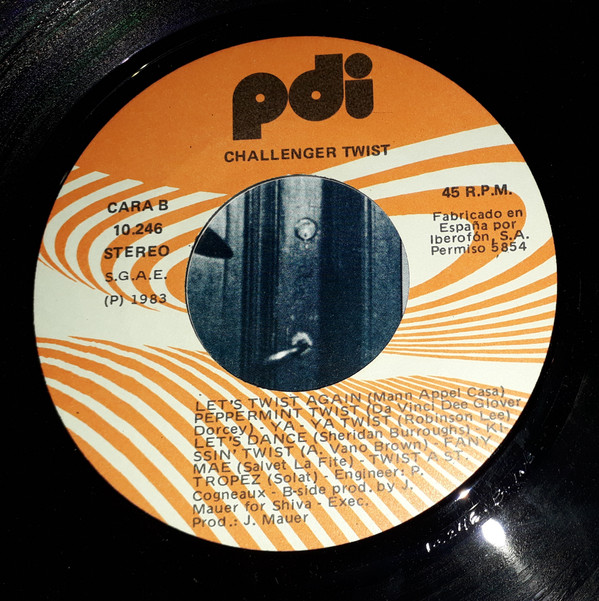 pdi
CHALLENGER TWIST
CARA B
10.246
STEREO
S.G.A.E.
(P) 1983
45 R.P.M.
Fabricado en
España por
Iberofón, S.A.
Permiso 5854
LET'S TWIST AGAIN (Mann Appel Casa)
PEPPERMINT TWIST (Da Vinci Dee Glover
Dorcey) - YA - YA TWIST (Robinson Lee)
LET'S DANCE (Sheridan Burroughs) - KI-
SSIN' TWIST (A. Vano Brown) - FANY
MAE (Salvet La Fite) - TWIST A ST.
TROPEZ (Solat) - Engineer: P.
Cogneaux - B-side prod. by J.
Mauer for Shiva - Exec.
Prod.: J. Mauer